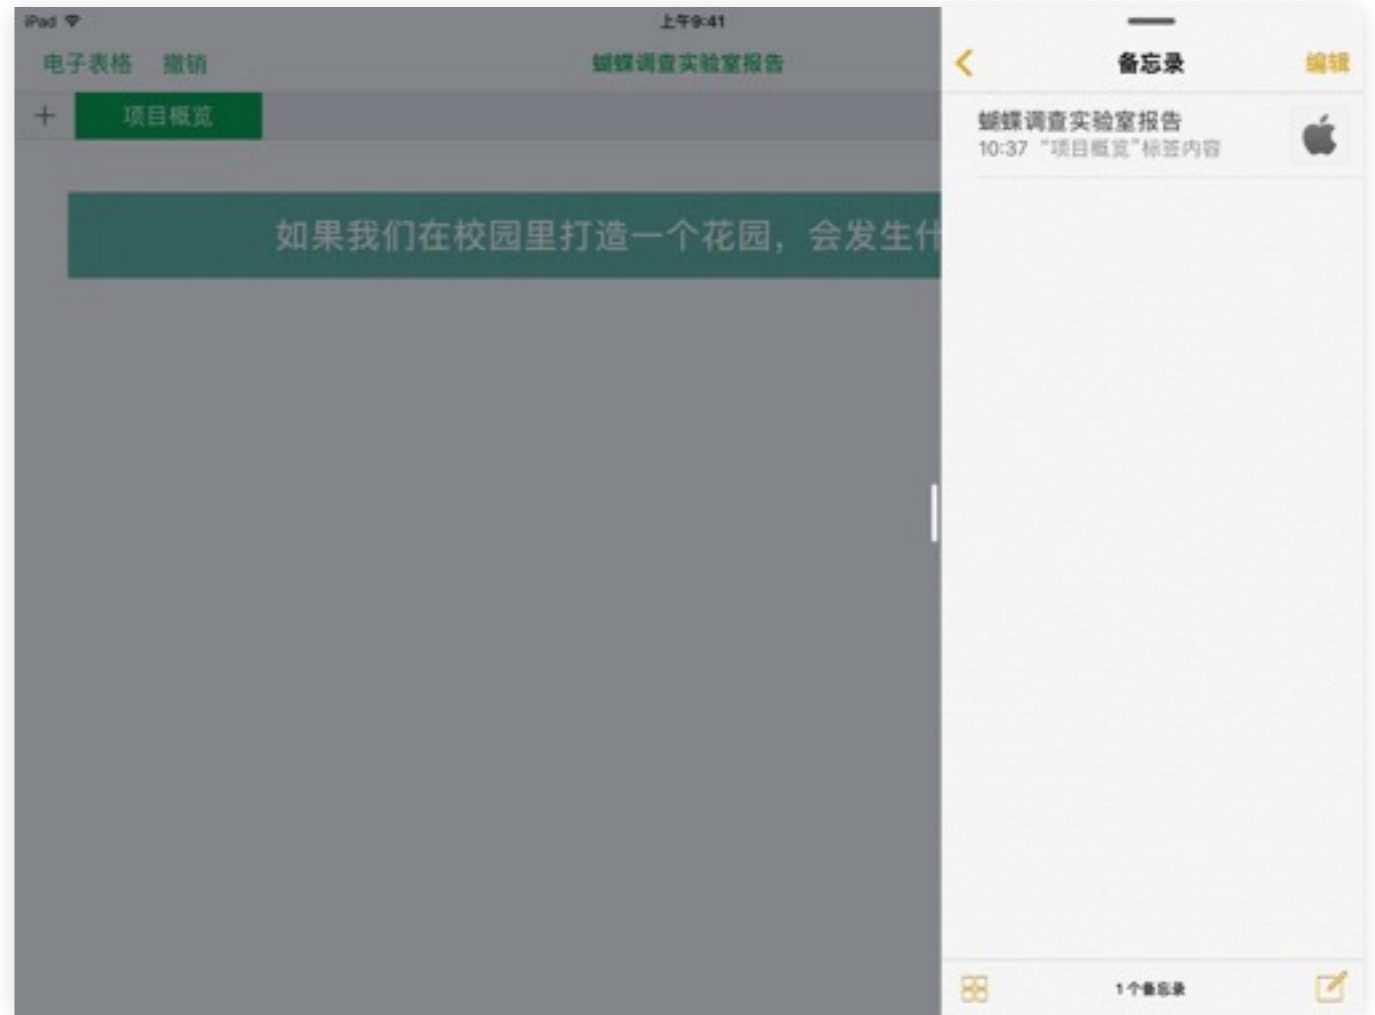 iPad
上午9:41
电子表格 撤销
蝴蝶调查实验室报告
+ 项目概览
如果我们在校园里打造一个花园，会发生什
备忘录
编辑
蝴蝶调查实验室报告
10:37 “项目概览”标签内容
1个备忘录